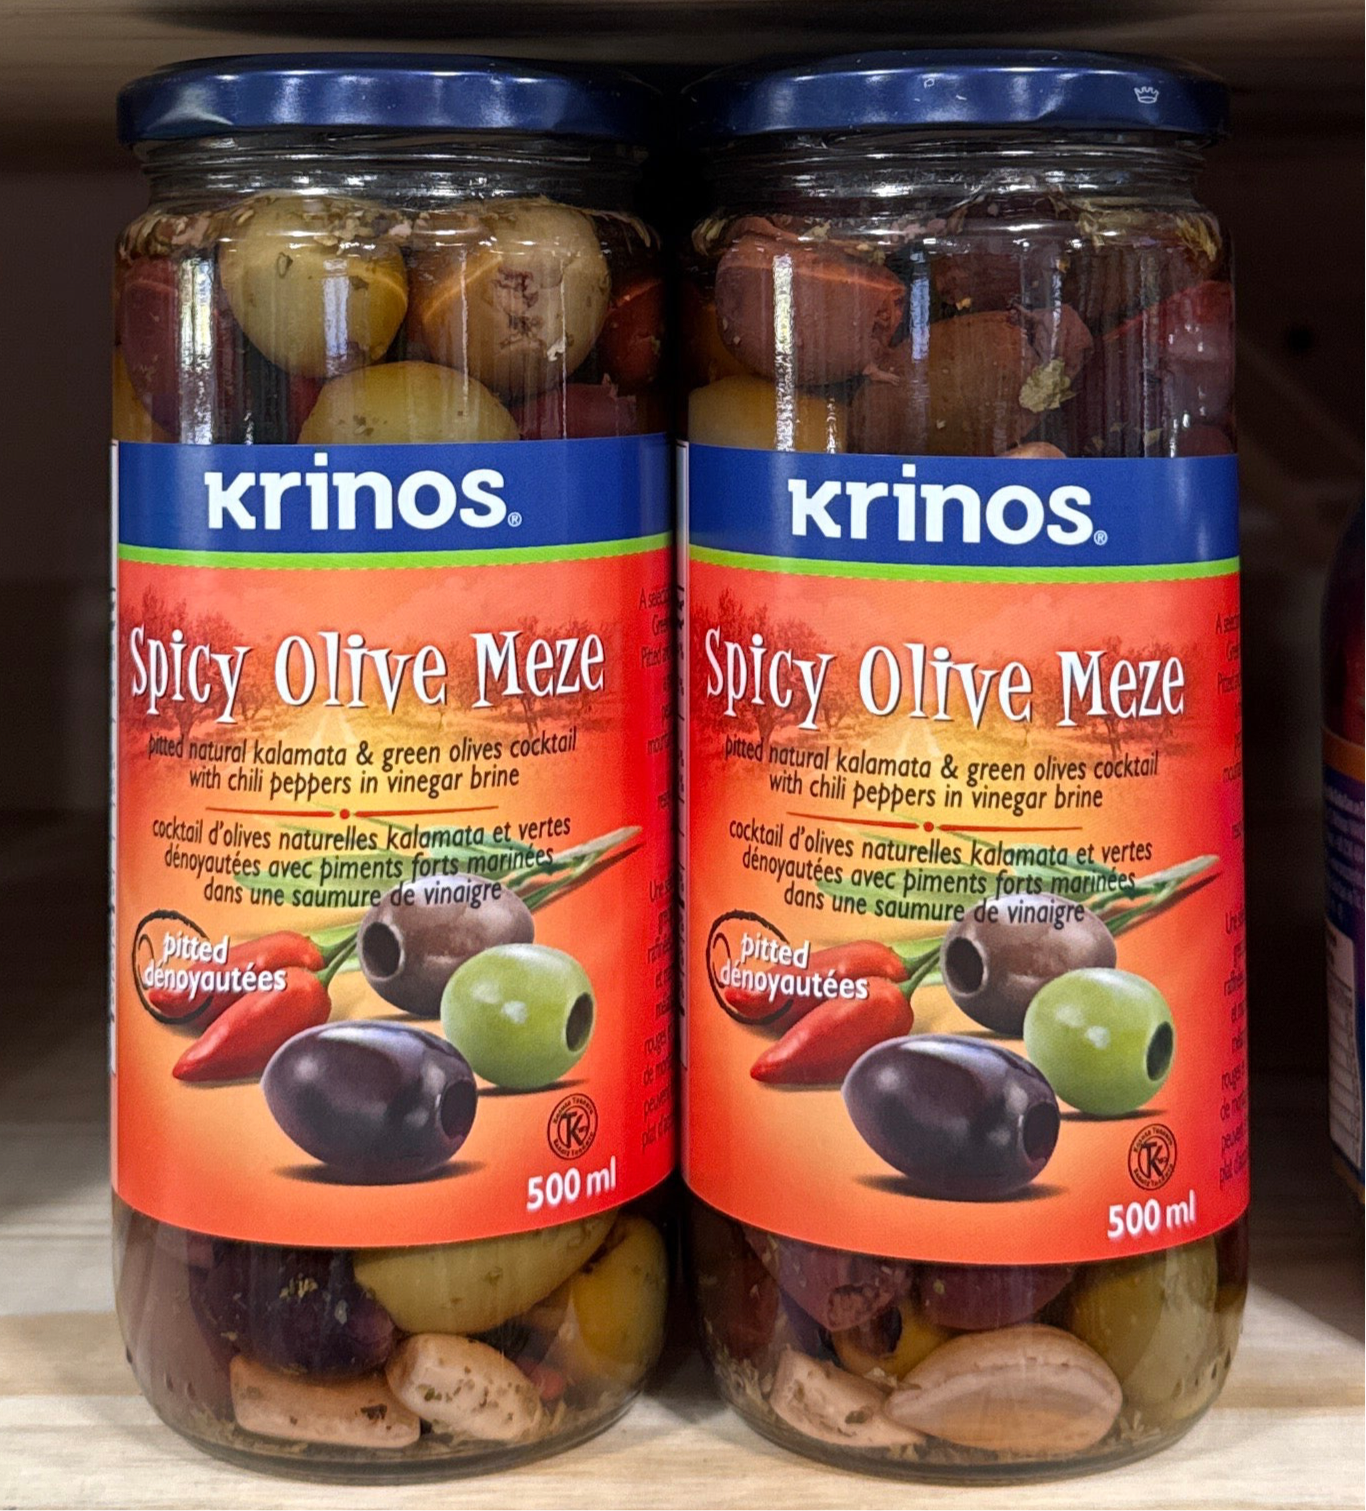 Krinos®
Spicy Olive Meze
pitted natural kalamata & green olives cocktail
with chili peppers in vinegar brine
cocktail d'olives naturelles kalamata et vertes
dénoyautées avec piments forts marinées
dans une saumure de vinaigre
pitted
dénoyautées
K
500 ml
Krinos®
Spicy Olive Meze
pitted natural kalamata & green olives cocktail
with chili peppers in vinegar brine
cocktail d'olives naturelles kalamata et vertes
dénoyautées avec piments forts marinées
dans une saumure de vinaigre
pitted
dénoyautées
K
500 ml